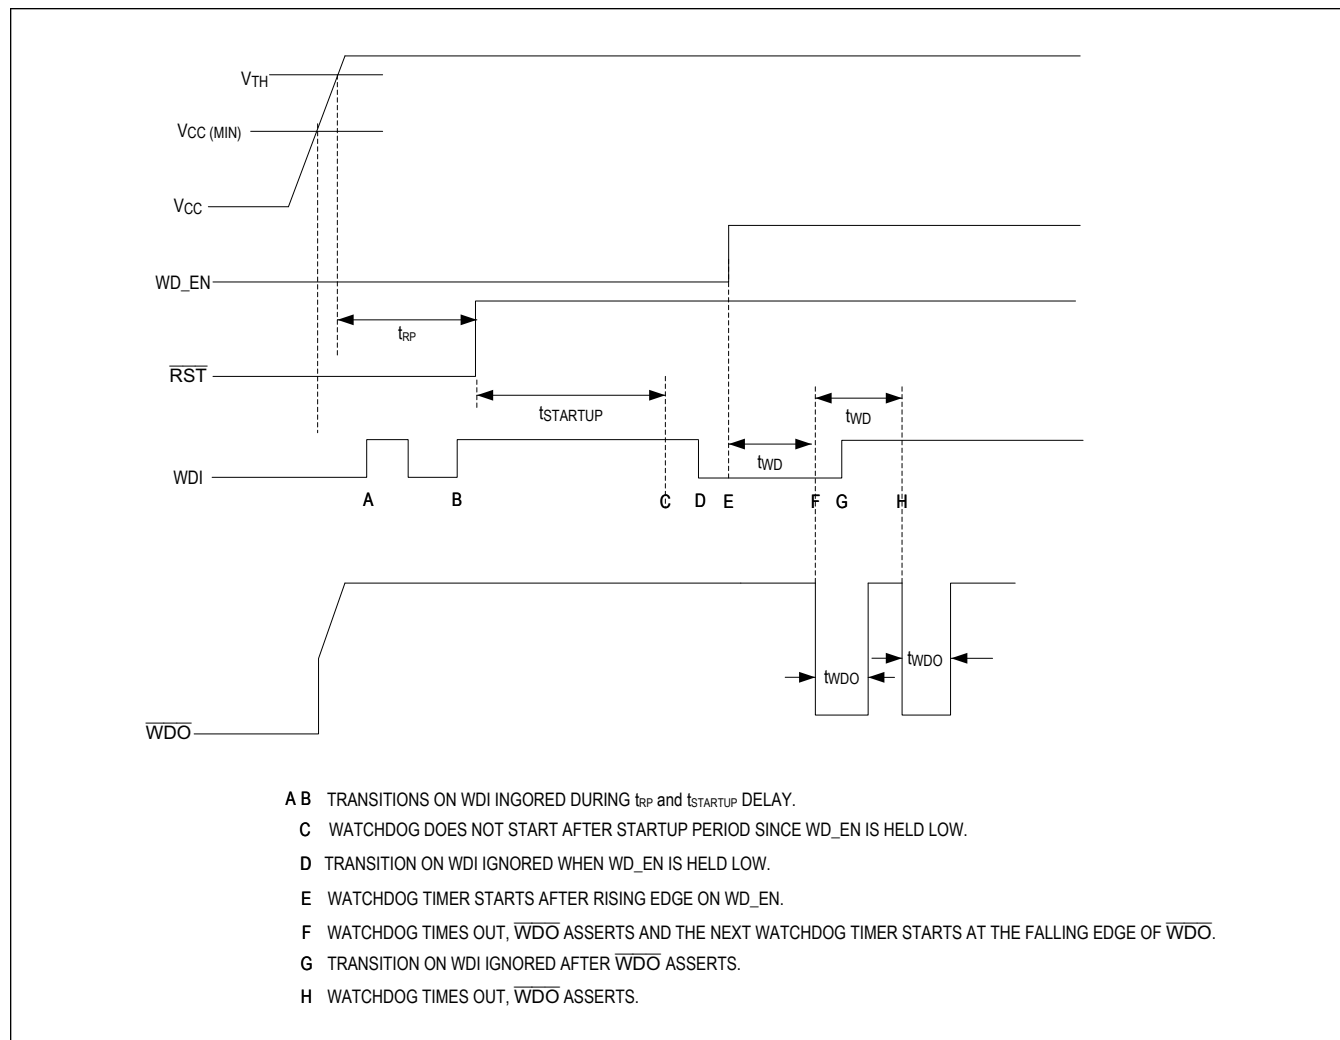 VTH
VCC (MIN)
VCC
WD_EN
tRP
RST
tSTARTUP
tWD
tWD
WDI
A B C D E F G H
tWDO
tWDO
WDO
A B TRANSITIONS ON WDI INGORED DURING tRP and tSTARTUP DELAY.
C WATCHDOG DOES NOT START AFTER STARTUP PERIOD SINCE WD_EN IS HELD LOW.
D TRANSITION ON WDI IGNORED WHEN WD_EN IS HELD LOW.
E WATCHDOG TIMER STARTS AFTER RISING EDGE ON WD_EN.
F WATCHDOG TIMES OUT, WDO ASSERTS AND THE NEXT WATCHDOG TIMER STARTS AT THE FALLING EDGE OF WDO.
G TRANSITION ON WDI IGNORED AFTER WDO ASSERTS.
H WATCHDOG TIMES OUT, WDO ASSERTS.